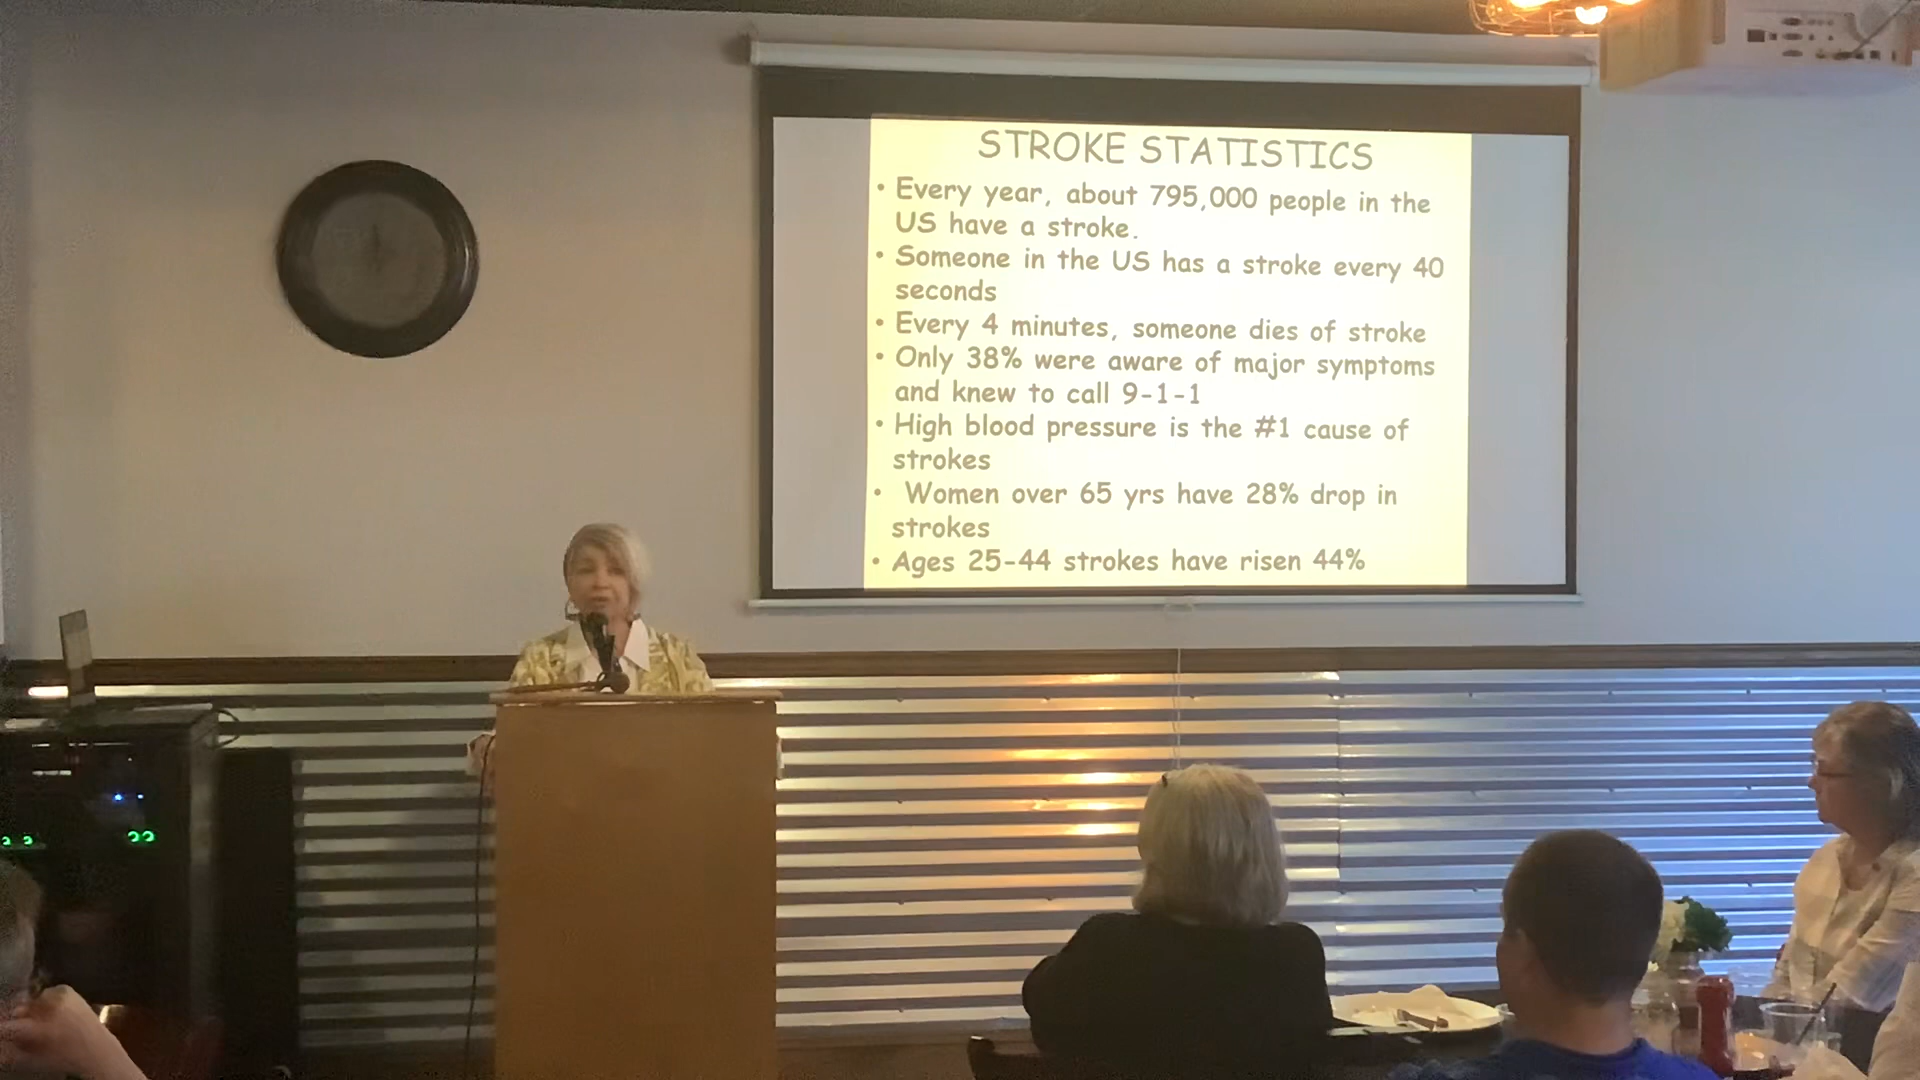 STROKE STATISTICS
• Every year, about 795,000 people in the
US have a stroke.
• Someone in the US has a stroke every 40
seconds
• Every 4 minutes, someone dies of stroke
• Only 38% were aware of major symptoms
and knew to call 9-1-1
• High blood pressure is the #1 cause of
strokes
• Women over 65 yrs have 28% drop in
strokes
• Ages 25-44 strokes have risen 44%